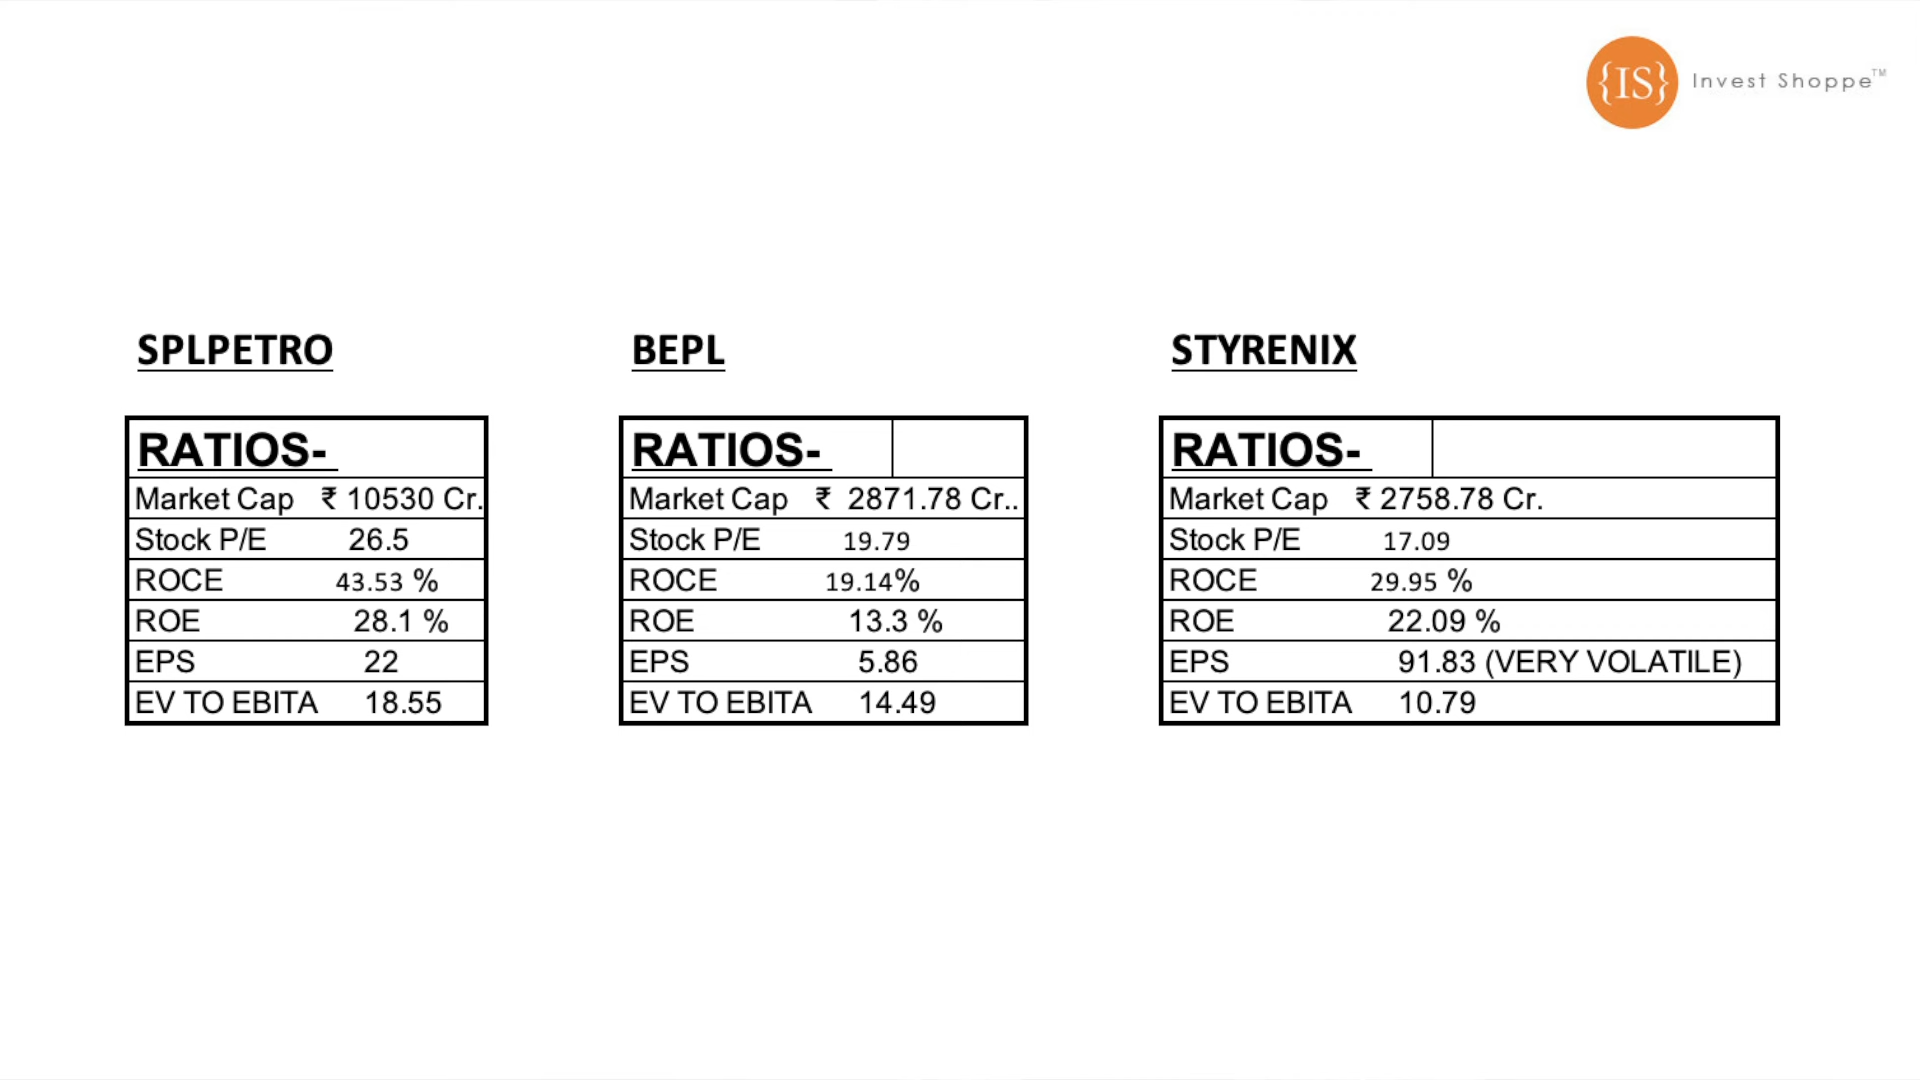 {IS} Invest Shoppe™
SPLPETRO
RATIOS-
Market Cap ₹ 10530 Cr.
Stock P/E 26.5
ROCE 43.53 %
ROE 28.1 %
EPS 22
EV TO EBITA 18.55
BEPL
RATIOS-
Market Cap ₹ 2871.78 Cr..
Stock P/E 19.79
ROCE 19.14%
ROE 13.3 %
EPS 5.86
EV TO EBITA 14.49
STYRENIX
RATIOS-
Market Cap ₹ 2758.78 Cr.
Stock P/E 17.09
ROCE 29.95 %
ROE 22.09 %
EPS 91.83 (VERY VOLATILE)
EV TO EBITA 10.79